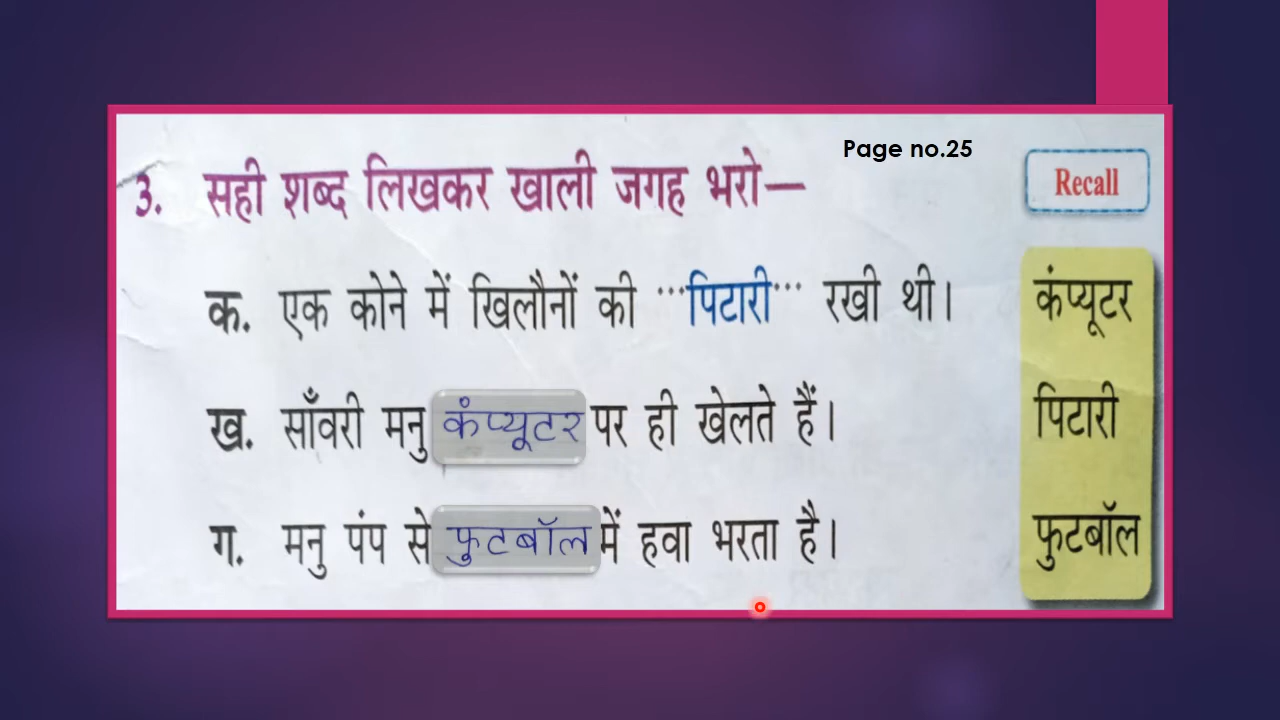 Page no.25
3. सही शब्द लिखकर खाली जगह भरो—
Recall
क. एक कोने में खिलौनों की ···पिटारी··· रखी थी।
कंप्यूटर
ख. साँवरी मनु कंप्यूटर पर ही खेलते हैं।
पिटारी
ग. मनु पंप से फुटबॉल में हवा भरता है।
फुटबॉल